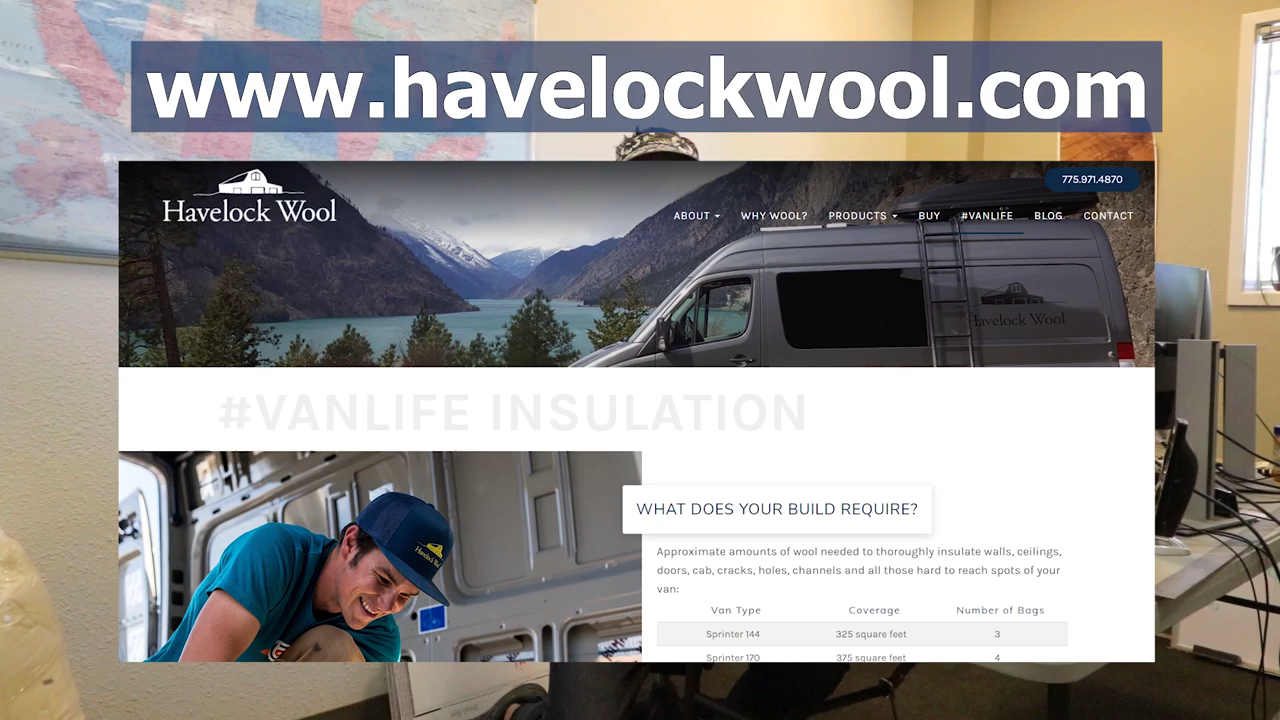 www.havelockwool.com
Havelock Wool
775.971.4870
ABOUT WHY WOOL? PRODUCTS BUY #VANLIFE BLOG CONTACT
Havelock Wool
#VANLIFE INSULATION
Havelock Wool
WHAT DOES YOUR BUILD REQUIRE?
Approximate amounts of wool needed to thoroughly insulate walls, ceilings,
doors, cab, cracks, holes, channels and all those hard to reach spots of your
van:
Van Type Coverage Number of Bags
Sprinter 144 325 square feet 3
Sprinter 170 375 square feet 4